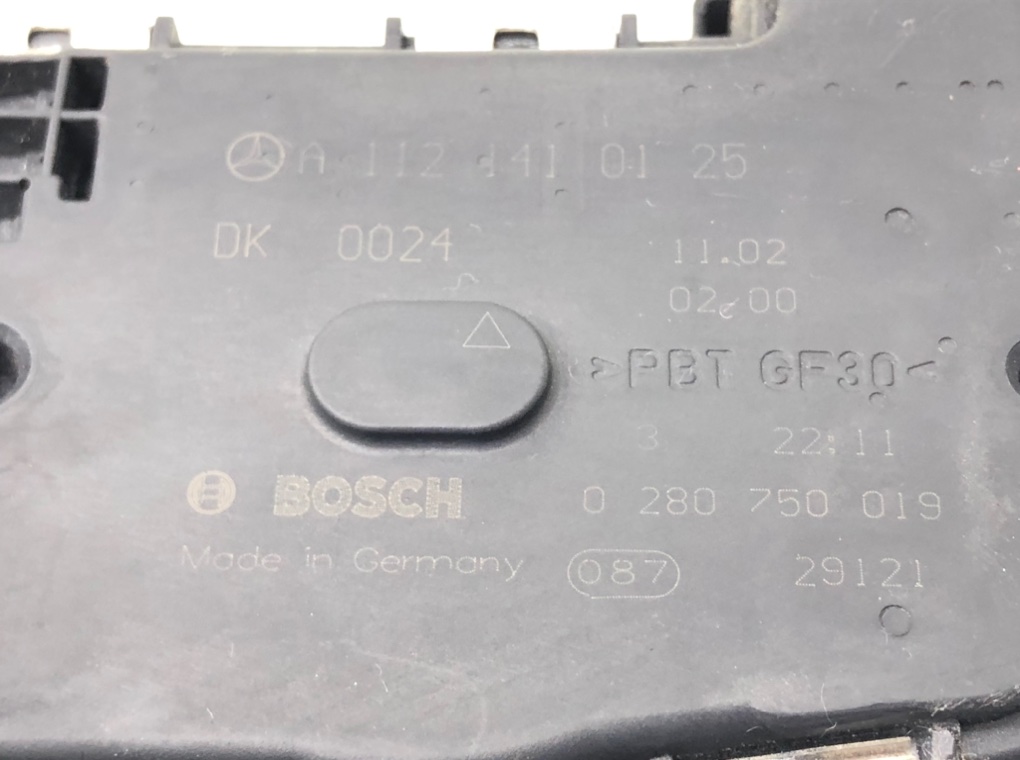 A 112 141 01 25
DK 0024 11.02
02.00
>PBT GF30<
3 22:11
BOSCH 0 280 750 019
Made in Germany 087 29121